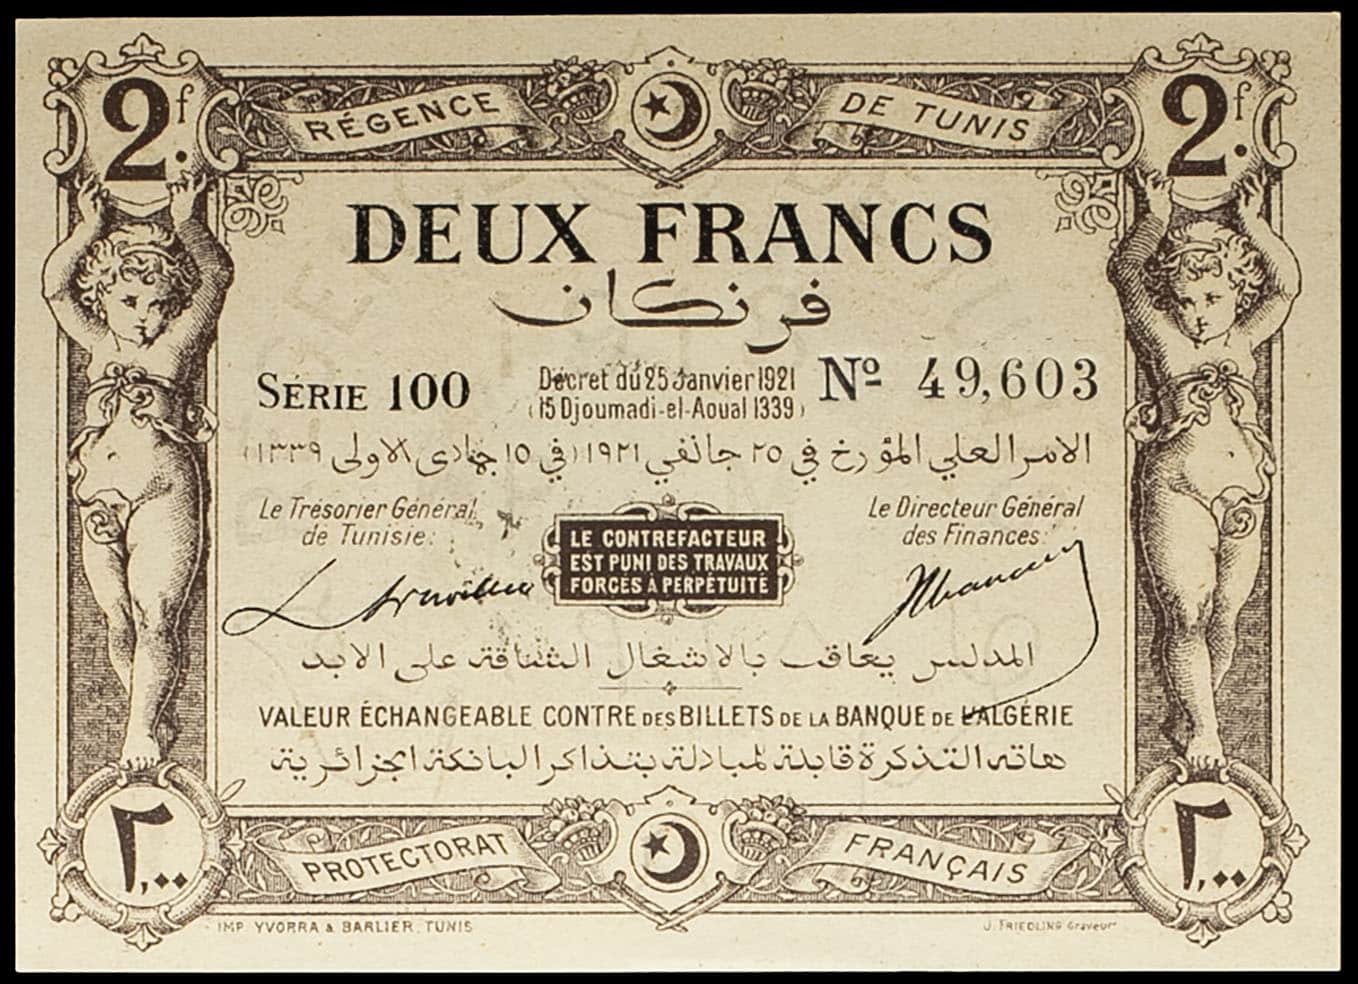 2f. RÉGENCE DE TUNIS 2f.
DEUX FRANCS
فرنكان
SÉRIE 100
Décret du 25 Janvier 1921
(15 Djoumadi-el-Aoual 1339)
Nº 49,603
الامر العلي المؤرخ في ٢٥ جانفي ١٩٢١ (في ١٥ جمادى الاولى ١٣٣٩)
Le Trésorier Général
de Tunisie:
LE CONTREFACTEUR
EST PUNI DES TRAVAUX
FORCÉS À PERPÉTUITÉ
Le Directeur Général
des Finances:
المدلس يعاقب بالاشغال الشاقة على الابد
VALEUR ÉCHANGEABLE CONTRE DES BILLETS DE LA BANQUE DE L'ALGÉRIE
هاته التذكرة قابلة لمبادلة بتذاكر البانكة الجزائرية
٢,٠٠ PROTECTORAT FRANÇAIS ٢,٠٠
IMP. YVORRA & BARLIER, TUNIS
J. FRIEDLING Graveur